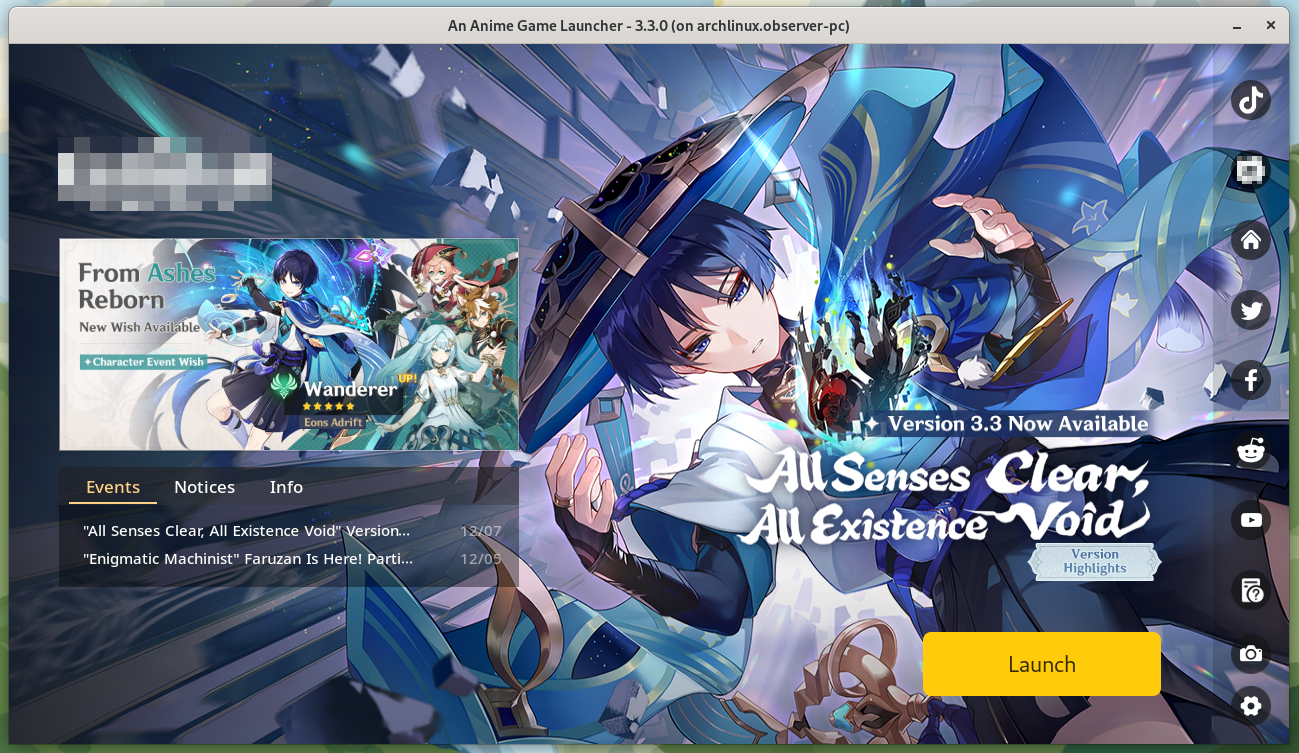 An Anime Game Launcher - 3.3.0 (on archlinux.observer-pc)
From Ashes
Reborn
New Wish Available
Character Event Wish
UP!
Wanderer
Eons Adrift
Version 3.3 Now Available
All Senses Clear,
All Existence Void
Version
Highlights
Events Notices Info
"All Senses Clear, All Existence Void" Version... 12/07
"Enigmatic Machinist" Faruzan Is Here! Parti... 12/05
Launch